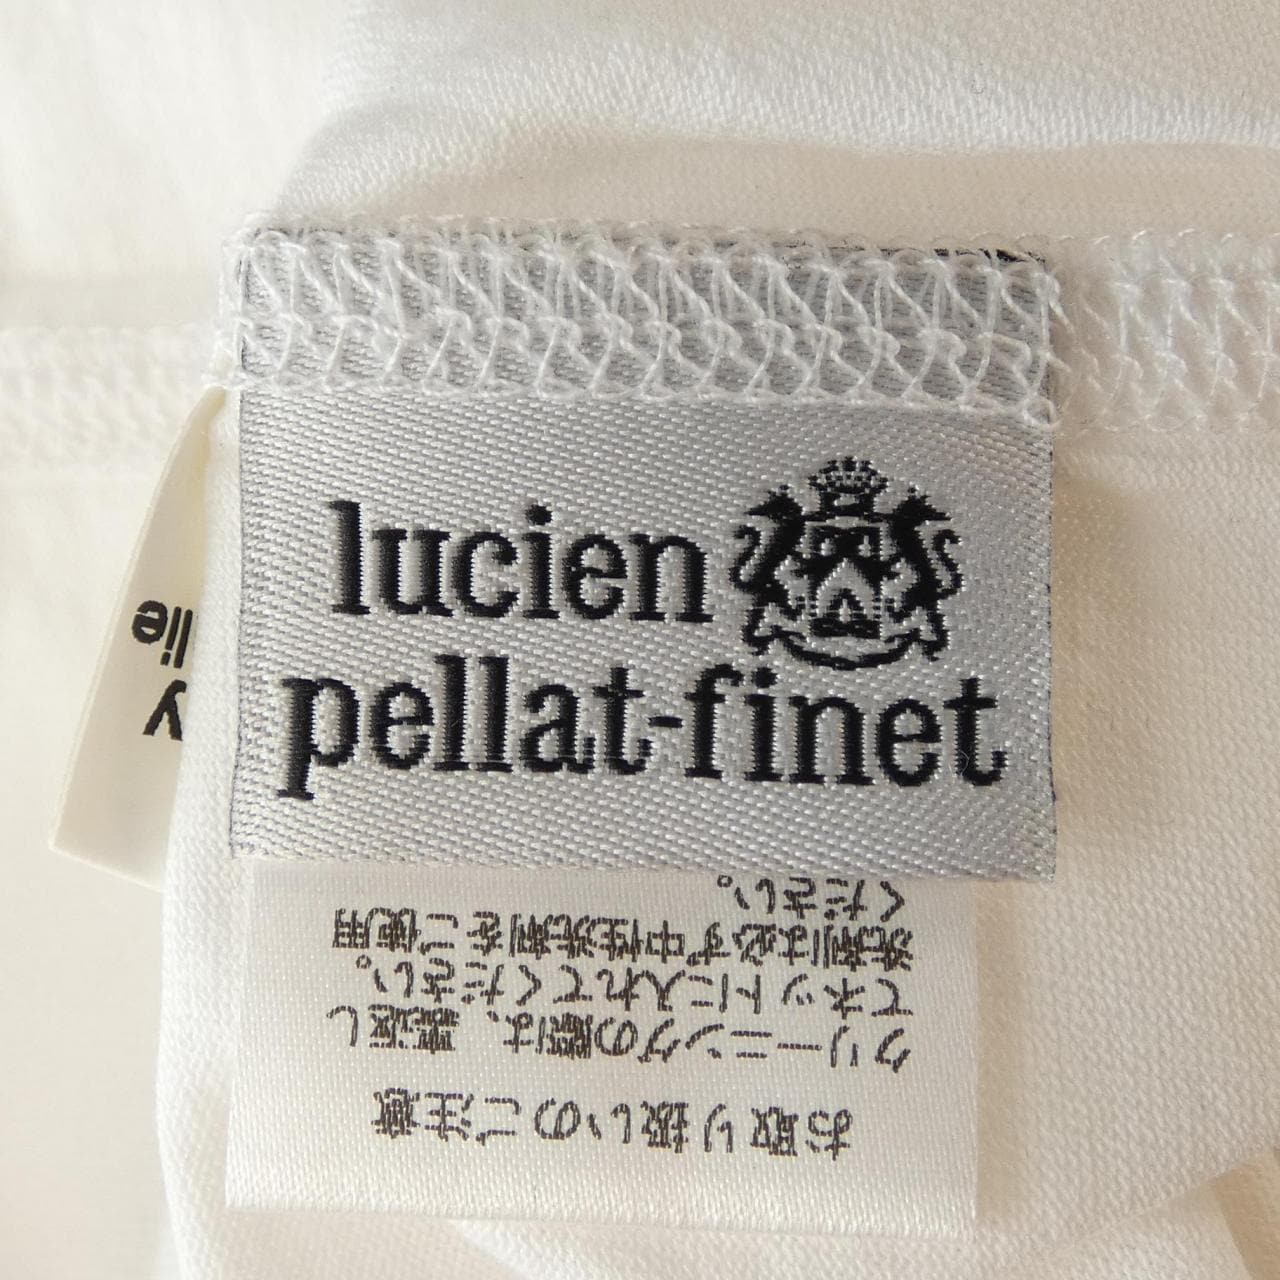 lucien
pellat-finet
お取り扱いのご注意
クリーニングの際は、裏返し
てネットに入れてください。
洗剤は必ず中性洗剤をご使用
ください。
y
lie